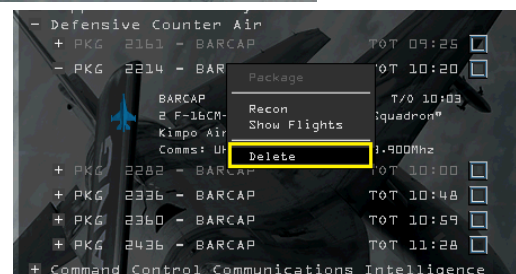 - Defensive Counter Air
+ PKG 2161 - BARCAP TOT 09:25
- PKG 2214 - BAR TOT 10:20
Package
BARCAP T/O 10:03
Recon
2 F-16CM- Squadron"
Show Flights
Kimpo Air
Comms: UH .900Mhz
Delete
+ PKG 2282 - BARCAP TOT 10:00
+ PKG 2336 - BARCAP TOT 10:48
+ PKG 2360 - BARCAP TOT 10:59
+ PKG 2436 - BARCAP TOT 11:28
+ Command Control Communications Intelligence